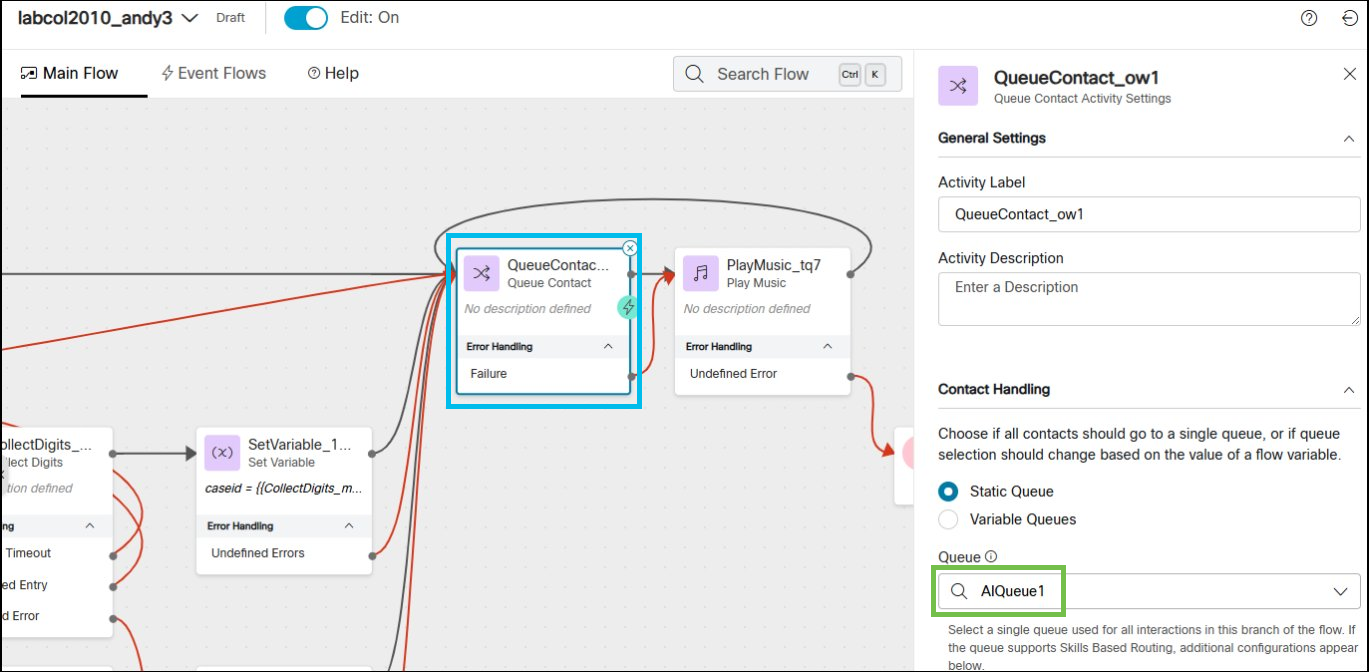 labcol2010_andy3 Draft Edit: On
Main Flow Event Flows Help Search Flow Ctrl K
QueueContact_ow1
Queue Contact Activity Settings
General Settings
Activity Label
QueueContact_ow1
Activity Description
Enter a Description
Contact Handling
Choose if all contacts should go to a single queue, or if queue
selection should change based on the value of a flow variable.
Static Queue
Variable Queues
Queue
AIQueue1
Select a single queue used for all interactions in this branch of the flow. If
the queue supports Skills Based Routing, additional configurations appear
below.
QueueContac...
Queue Contact
No description defined
Error Handling
Failure
PlayMusic_tq7
Play Music
No description defined
Error Handling
Undefined Error
ollectDigits_...
llect Digits
tion defined
ng
Timeout
ed Entry
d Error
SetVariable_1...
Set Variable
caseid = {{CollectDigits_m...
Error Handling
Undefined Errors